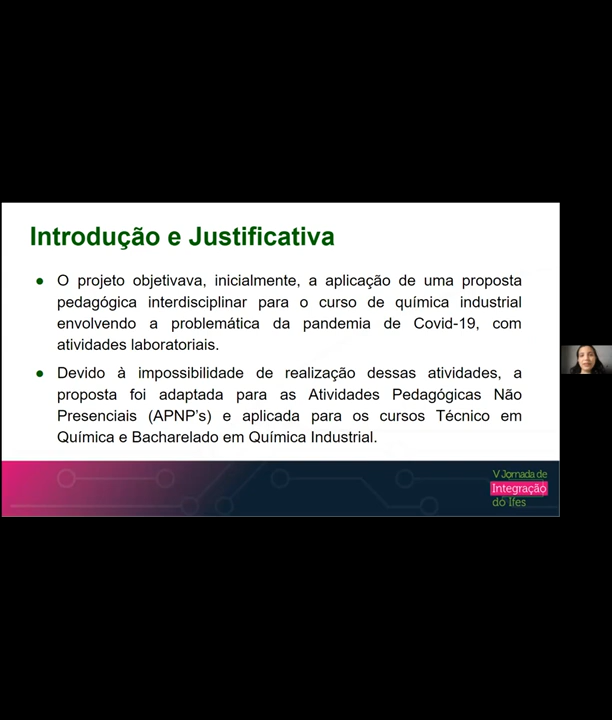 Introdução e Justificativa
● O projeto objetivava, inicialmente, a aplicação de uma proposta
pedagógica interdisciplinar para o curso de química industrial
envolvendo a problemática da pandemia de Covid-19, com
atividades laboratoriais.
● Devido à impossibilidade de realização dessas atividades, a
proposta foi adaptada para as Atividades Pedagógicas Não
Presenciais (APNP's) e aplicada para os cursos Técnico em
Química e Bacharelado em Química Industrial.
V Jornada de
Integração
do Ifes